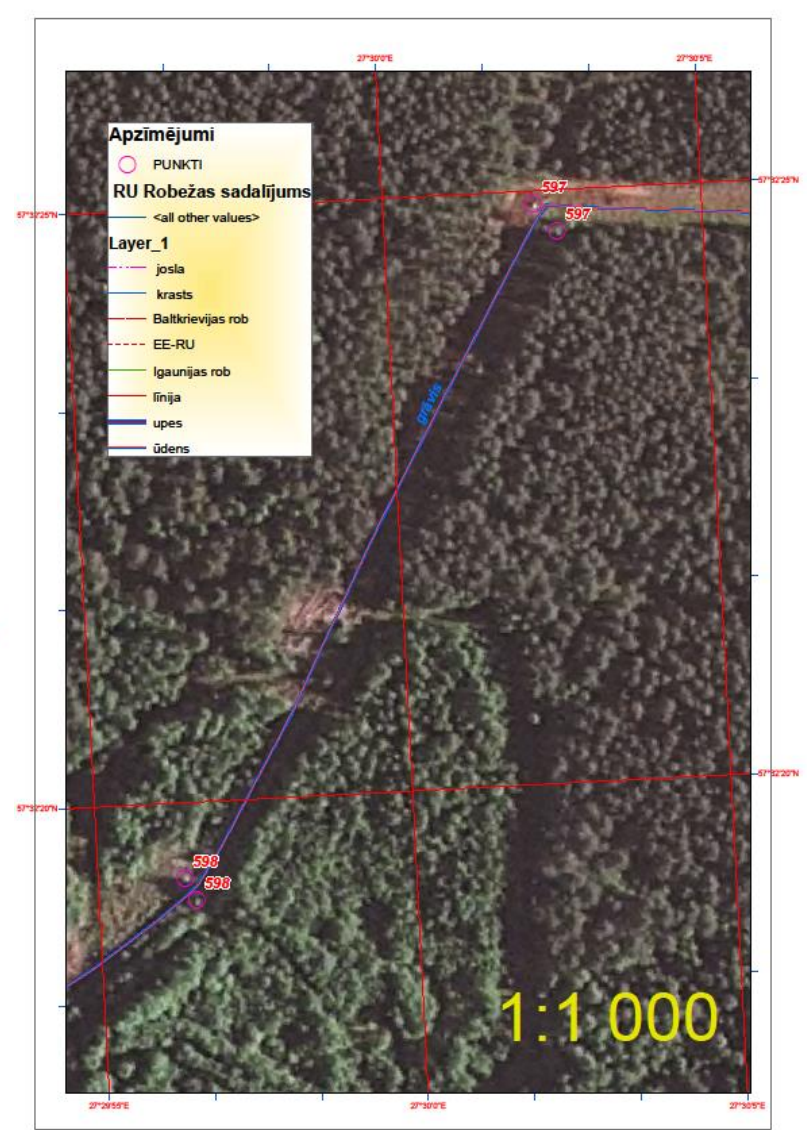 27°30'0"E
27°30'5"E
Apzīmējumi
PUNKTI
RU Robežas sadalījums
<all other values>
Layer_1
josla
krasts
Baltkrievijas rob
EE-RU
Igaunijas rob
līnija
upes
ūdens
597
57°32'25"N
57°32'25"N
597
grāvis
57°32'20"N
57°32'20"N
598
598
1:1 000
27°29'55"E
27°30'0"E
27°30'5"E